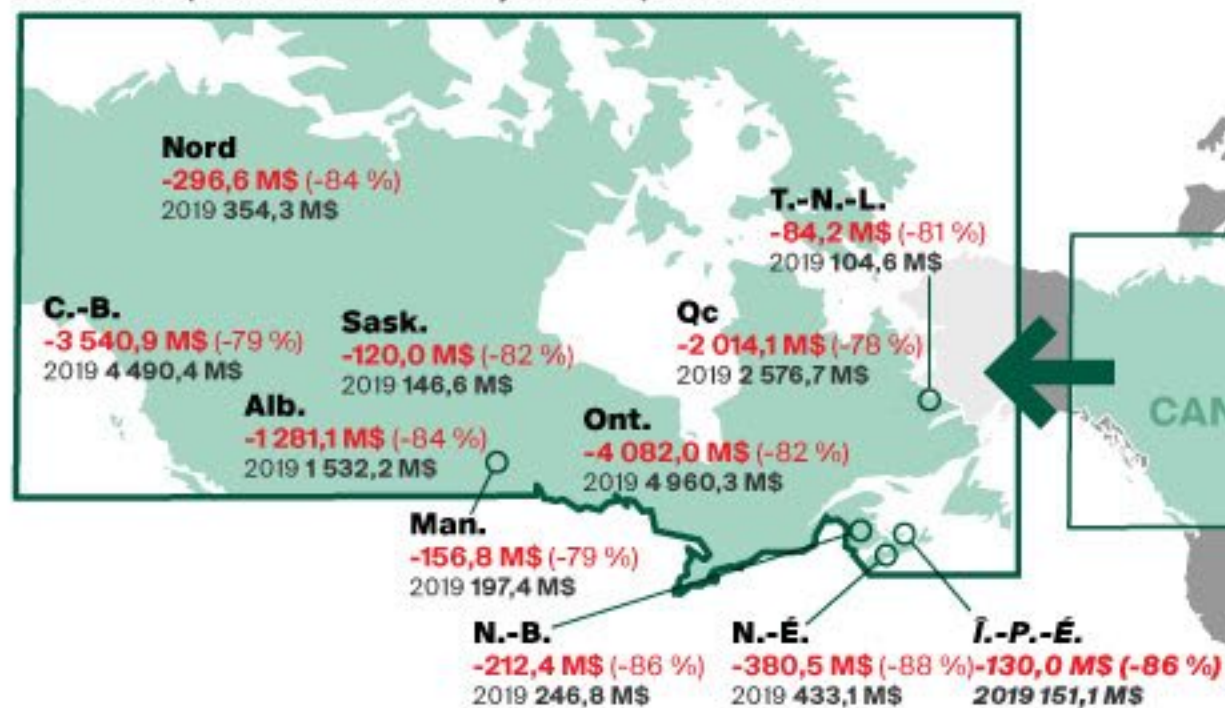 Nord
-296,6 M$ (-84 %)
2019 354,3 M$
T.-N.-L.
-84,2 M$ (-81 %)
2019 104,6 M$
C.-B.
-3 540,9 M$ (-79 %)
2019 4 490,4 M$
Sask.
-120,0 M$ (-82 %)
2019 146,6 M$
Qc
-2 014,1 M$ (-78 %)
2019 2 576,7 M$
Alb.
-1 281,1 M$ (-84 %)
2019 1 532,2 M$
Ont.
-4 082,0 M$ (-82 %)
2019 4 960,3 M$
CAN
Man.
-156,8 M$ (-79 %)
2019 197,4 M$
N.-B.
-212,4 M$ (-86 %)
2019 246,8 M$
N.-É.
-380,5 M$ (-88 %)
2019 433,1 M$
Î.-P.-É.
-130,0 M$ (-86 %)
2019 151,1 M$